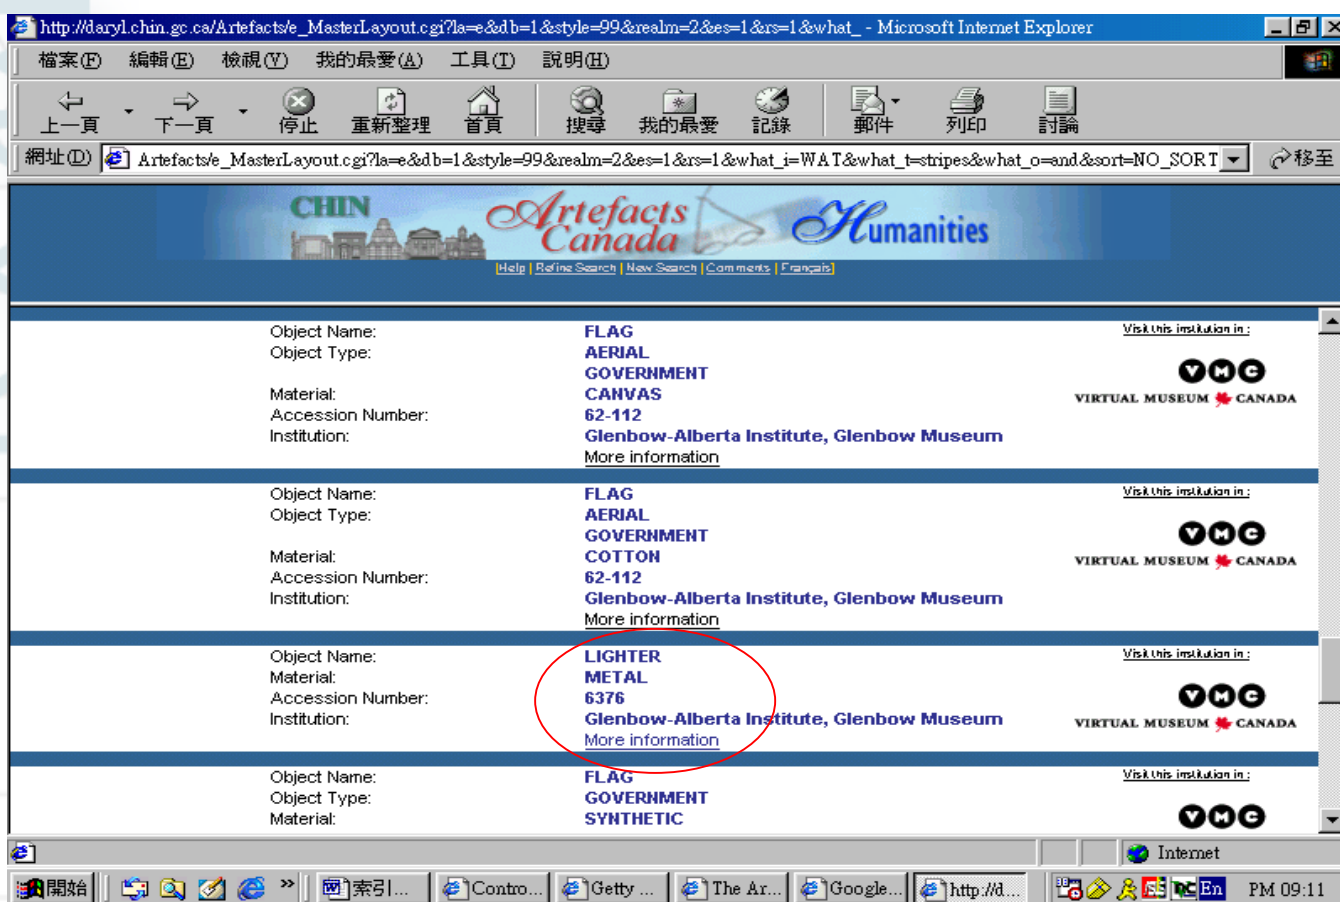 http://daryl.chin.gc.ca/Artefacts/e_MasterLayout.cgi?la=e&db=1&style=99&realm=2&es=1&rs=1&what_ - Microsoft Internet Explorer
檔案(F) 編輯(E) 檢視(V) 我的最愛(A) 工具(T) 說明(H)
上一頁 下一頁 停止 重新整理 首頁 搜尋 我的最愛 記錄 郵件 列印 討論
網址(D) Artefacts/e_MasterLayout.cgi?la=e&db=1&style=99&realm=2&es=1&rs=1&what_i=WAT&what_t=stripes&what_o=and&sort=NO_SORT 移至
CHIN Artefacts Canada Humanities
[Help | Refine Search | New Search | Comments | Français]
Object Name: FLAG Visit this institution in :
Object Type: AERIAL
GOVERNMENT VMC
Material: CANVAS VIRTUAL MUSEUM CANADA
Accession Number: 62-112
Institution: Glenbow-Alberta Institute, Glenbow Museum
More information
Object Name: FLAG Visit this institution in :
Object Type: AERIAL
GOVERNMENT VMC
Material: COTTON VIRTUAL MUSEUM CANADA
Accession Number: 62-112
Institution: Glenbow-Alberta Institute, Glenbow Museum
More information
Object Name: LIGHTER Visit this institution in :
Material: METAL
Accession Number: 6376 VMC
Institution: Glenbow-Alberta Institute, Glenbow Museum VIRTUAL MUSEUM CANADA
More information
Object Name: FLAG Visit this institution in :
Object Type: GOVERNMENT
Material: SYNTHETIC VMC
Internet
開始 » 索引... Contro... Getty ... The Ar... Google... http://d... En PM 09:11